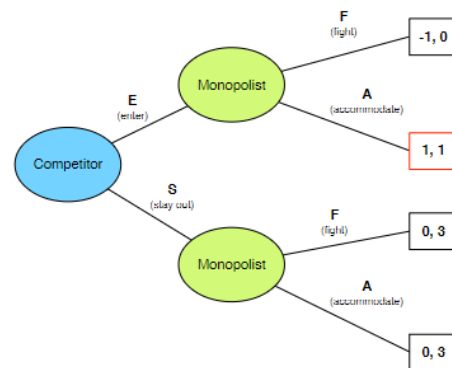 F
(fight)
-1, 0
Monopolist
E
(enter)
A
(accommodate)
1, 1
Competitor
S
(stay out)
F
(fight)
0, 3
Monopolist
A
(accommodate)
0, 3